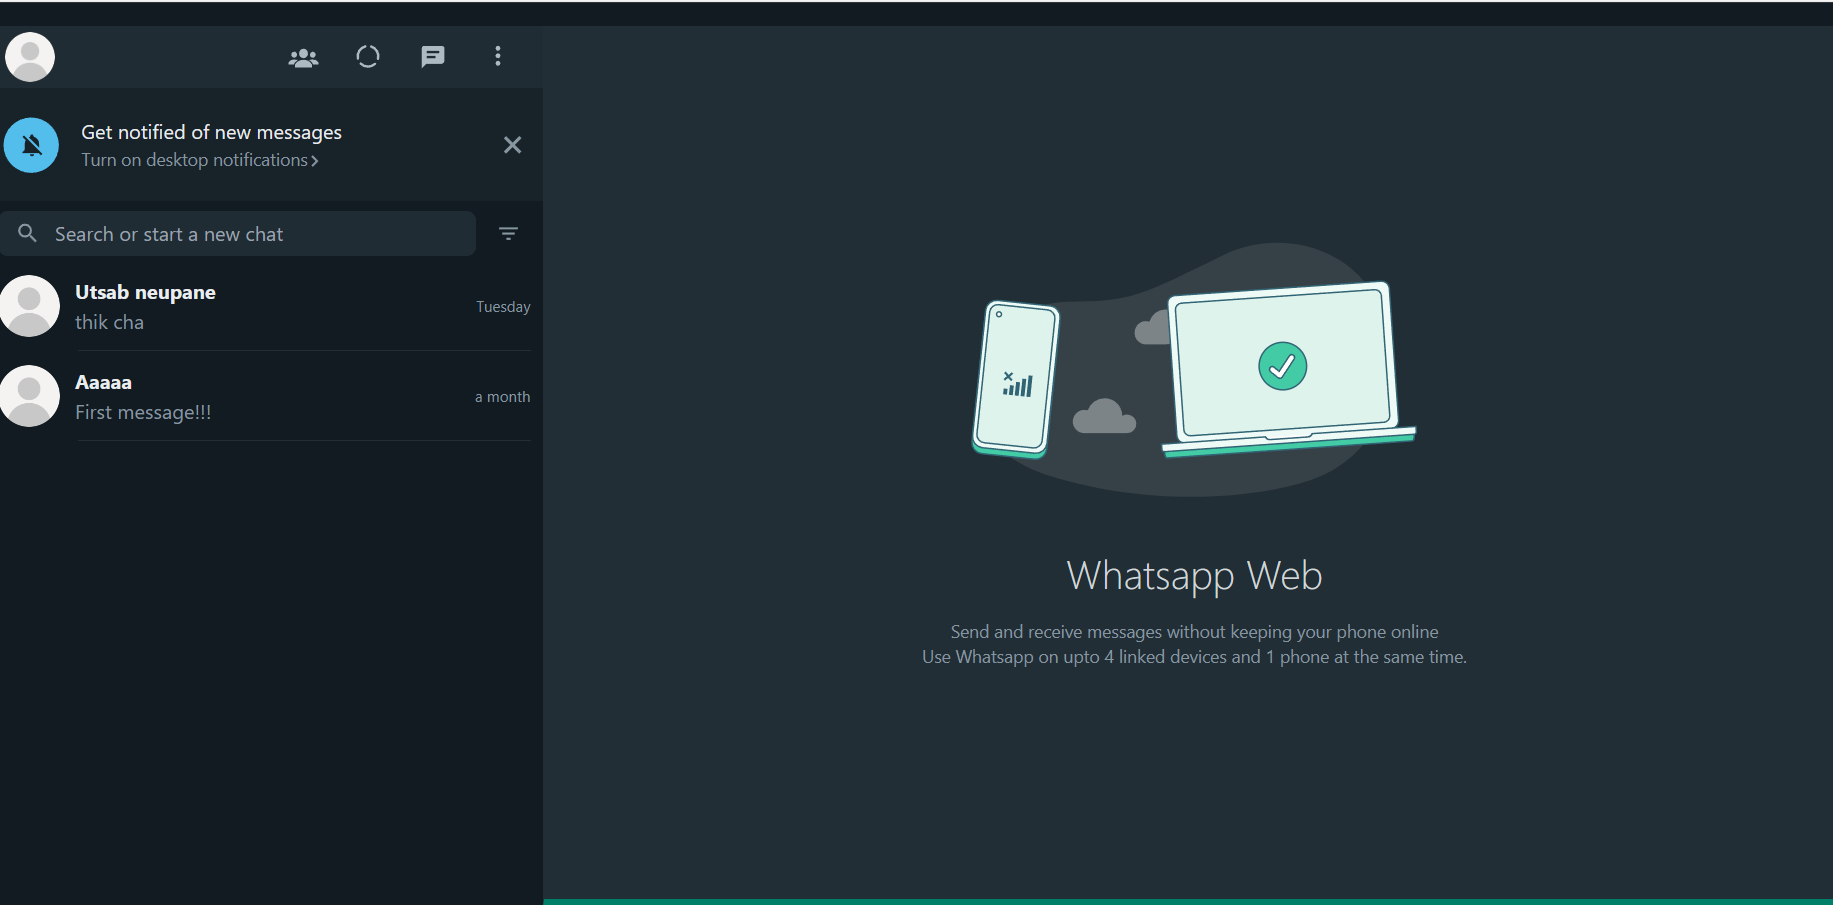 Get notified of new messages
Turn on desktop notifications
Search or start a new chat
Utsab neupane
Tuesday
thik cha
Aaaaa
a month
First message!!!
Whatsapp Web
Send and receive messages without keeping your phone online
Use Whatsapp on upto 4 linked devices and 1 phone at the same time.